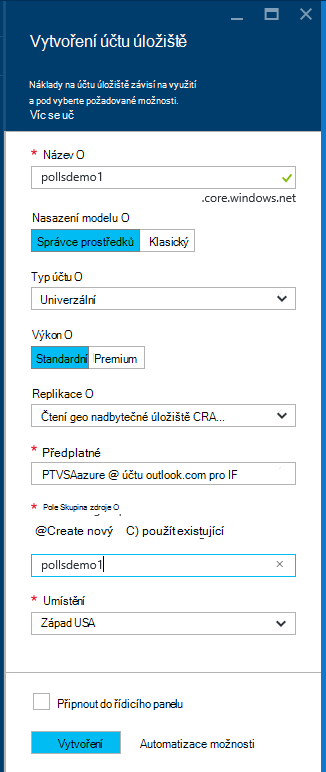 Vytvoření účtu úložiště
Náklady na účtu úložiště závisí na využití
a pod vyberte požadované možnosti.
Víc se uč
* Název O
pollsdemo1
.core.windows.net
Nasazení modelu O
Správce prostředků Klasický
Typ účtu O
Univerzální
Výkon O
Standardní Premium
Replikace O
Čtení geo nadbytečné úložiště CRA...
* Předplatné
PTVSAazure @ účtu outlook.com pro IF
* Pole Skupina zdroje O
@Create nový C) použít existující
pollsdemo1
* Umístění
Západ USA
Připnout do řídicího panelu
Vytvoření Automatizace možnosti